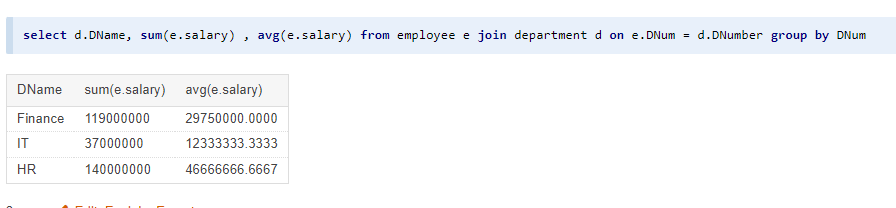 select d.DName, sum(e.salary) , avg(e.salary) from employee e join department d on e.DNum = d.DNumber group by DNum
DName sum(e.salary) avg(e.salary)
Finance 119000000 29750000.0000
IT 37000000 12333333.3333
HR 140000000 46666666.6667